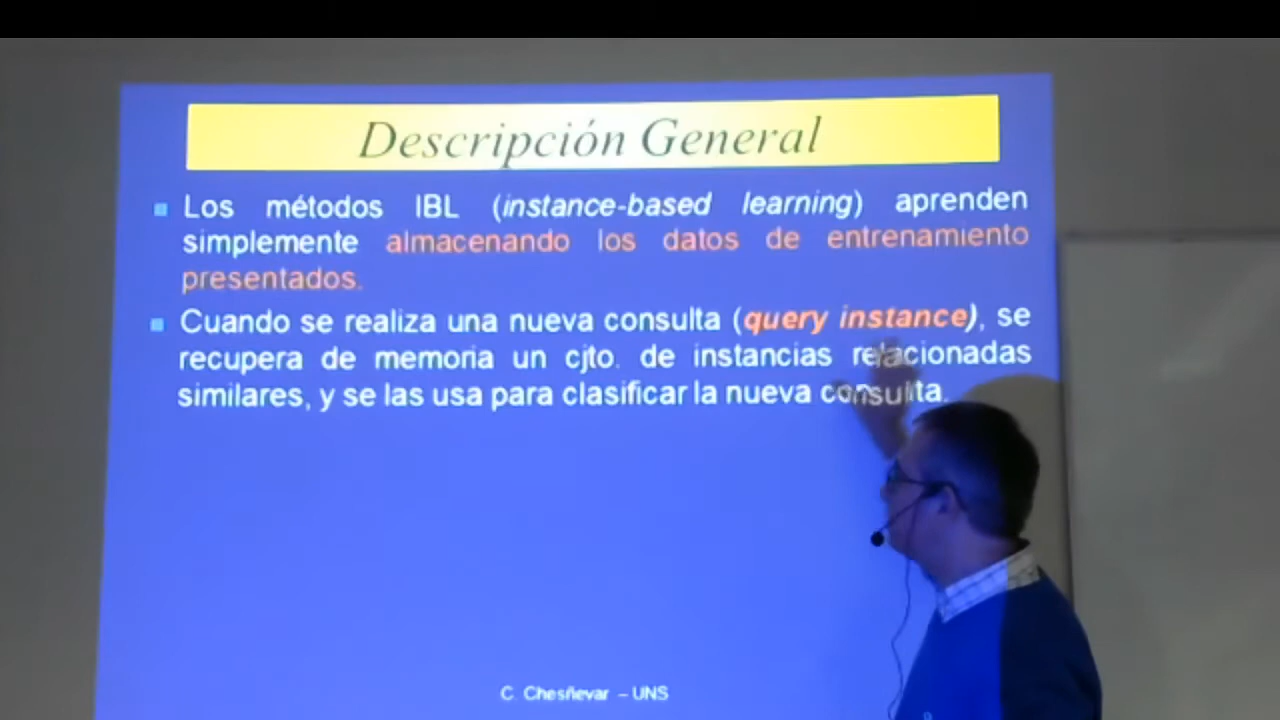 Descripción General
Los métodos IBL (instance-based learning) aprenden
simplemente almacenando los datos de entrenamiento
presentados.
Cuando se realiza una nueva consulta (query instance), se
recupera de memoria un cjto. de instancias relacionadas
similares, y se las usa para clasificar la nueva consulta.
C. Chesñevar – UNS